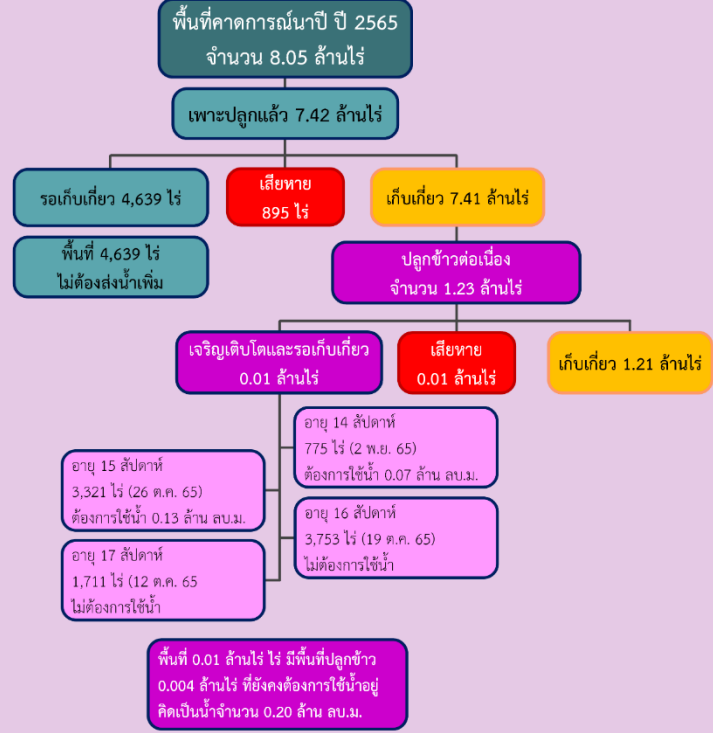 พื้นที่คาดการณ์นาปี ปี 2565
จำนวน 8.05 ล้านไร่
เพาะปลูกแล้ว 7.42 ล้านไร่
รอเก็บเกี่ยว 4,639 ไร่
เสียหาย
895 ไร่
เก็บเกี่ยว 7.41 ล้านไร่
พื้นที่ 4,639 ไร่
ไม่ต้องส่งน้ำเพิ่ม
ปลูกข้าวต่อเนื่อง
จำนวน 1.23 ล้านไร่
เจริญเติบโตและรอเก็บเกี่ยว
0.01 ล้านไร่
เสียหาย
0.01 ล้านไร่
เก็บเกี่ยว 1.21 ล้านไร่
อายุ 14 สัปดาห์
775 ไร่ (2 พ.ย. 65)
ต้องการใช้น้ำ 0.07 ล้าน ลบ.ม.
อายุ 15 สัปดาห์
3,321 ไร่ (26 ต.ค. 65)
ต้องการใช้น้ำ 0.13 ล้าน ลบ.ม.
อายุ 16 สัปดาห์
3,753 ไร่ (19 ต.ค. 65)
ไม่ต้องการใช้น้ำ
อายุ 17 สัปดาห์
1,711 ไร่ (12 ต.ค. 65
ไม่ต้องการใช้น้ำ
พื้นที่ 0.01 ล้านไร่ ไร่ มีพื้นที่ปลูกข้าว
0.004 ล้านไร่ ที่ยังคงต้องการใช้น้ำอยู่
คิดเป็นน้ำจำนวน 0.20 ล้าน ลบ.ม.